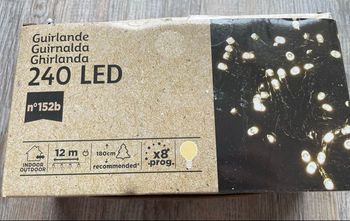 Guirlande
Guirnalda
Ghirlanda
240 LED
n°152b
INDOOR
OUTDOOR
12 m
180cm
recommended*
x8
prog.